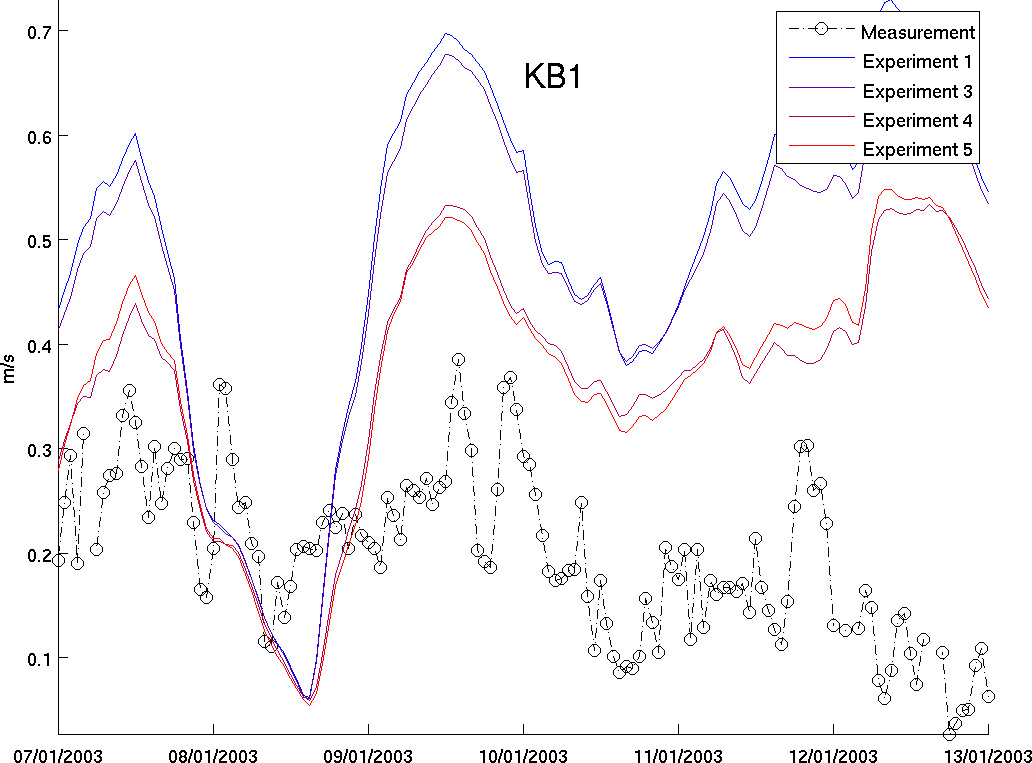 0.7
0.6
0.5
0.4
0.3
0.2
0.1
m/s
KB1
Measurement
Experiment 1
Experiment 3
Experiment 4
Experiment 5
07/01/2003 08/01/2003 09/01/2003 10/01/2003 11/01/2003 12/01/2003 13/01/2003